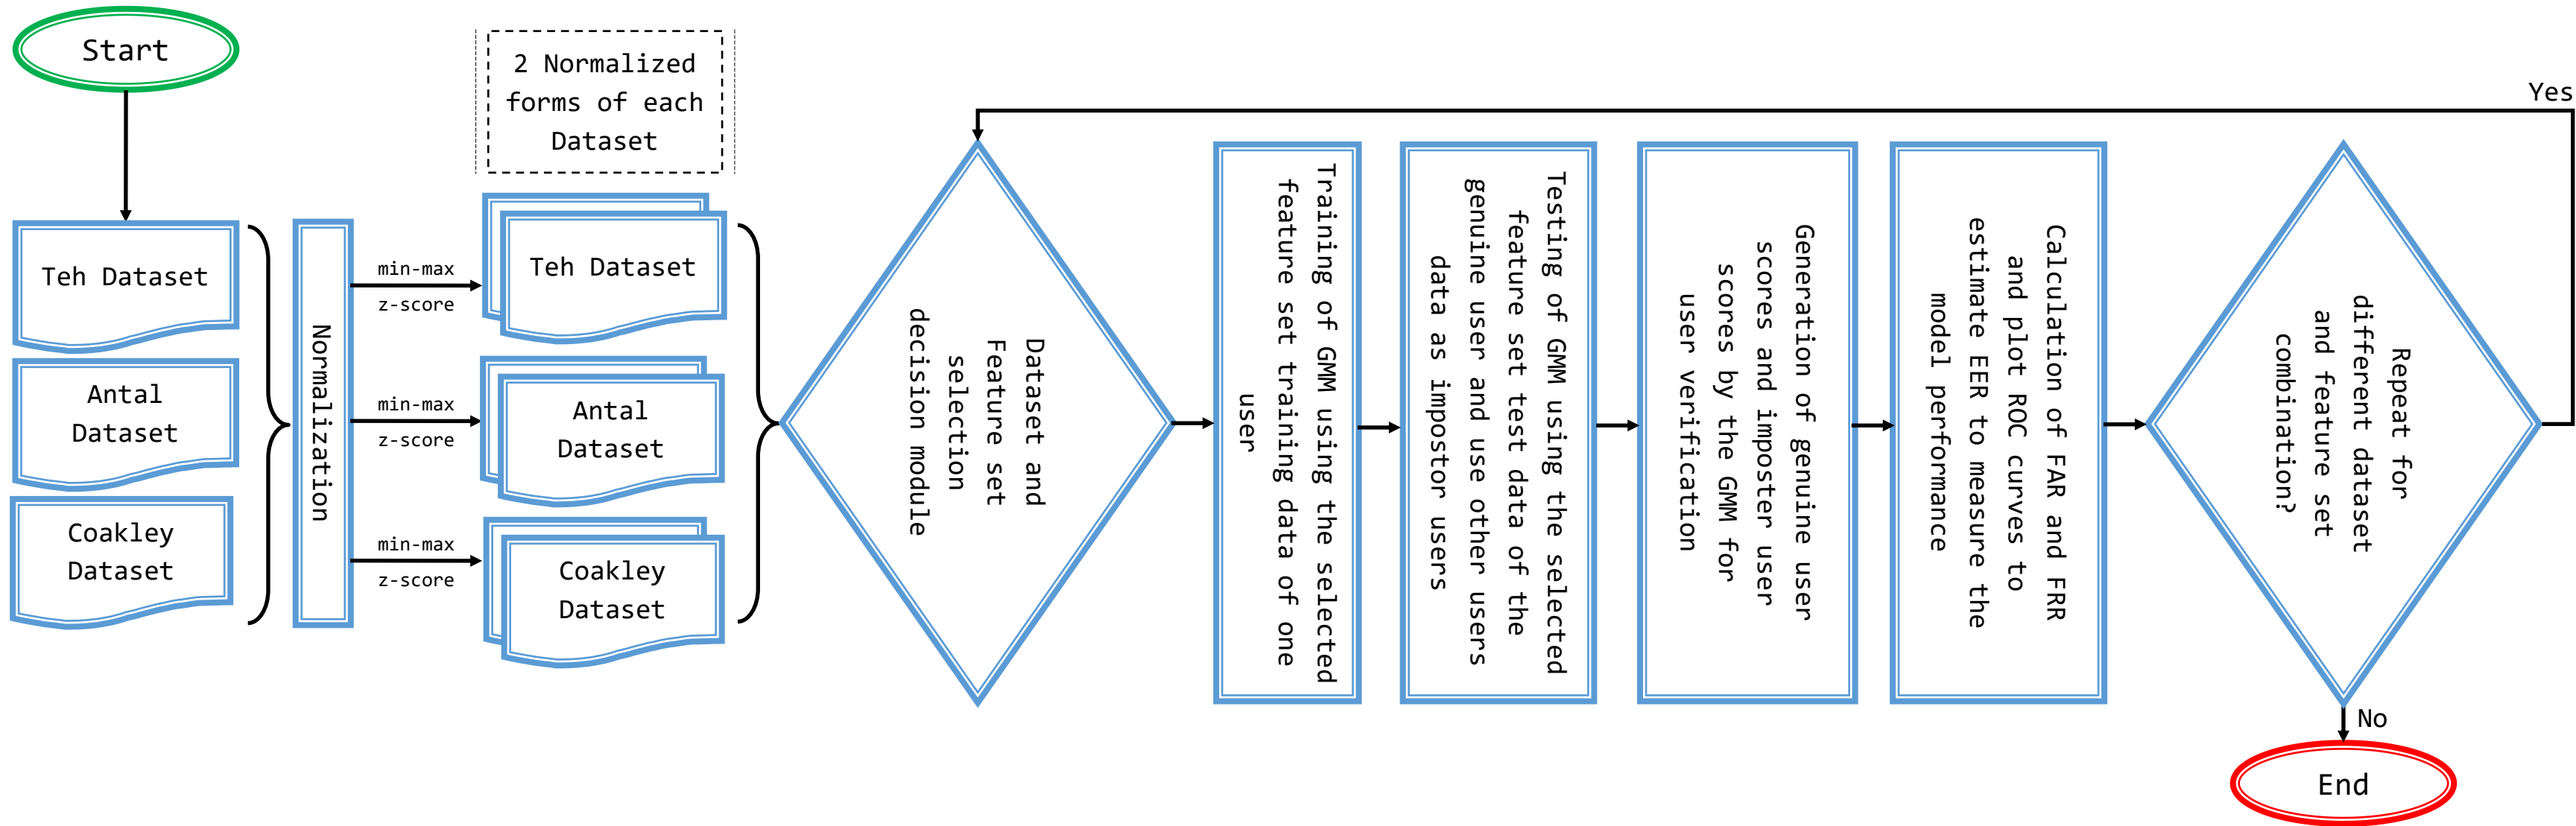 Start
Teh Dataset
Antal
Dataset
Coakley
Dataset
Normalization
min-max
z-score
min-max
z-score
min-max
z-score
2 Normalized
forms of each
Dataset
Teh Dataset
Antal
Dataset
Coakley
Dataset
Dataset and
Feature set
selection
decision module
Training of GMM using the selected
feature set training data of one
user
Testing of GMM using the selected
feature set test data of the
genuine user and use other users
data as impostor users
Generation of genuine user
scores and imposter user
scores by the GMM for
user verification
Calculation of FAR and FRR
and plot ROC curves to
estimate EER to measure the
model performance
Repeat for
different dataset
and feature set
combination?
Yes
No
End